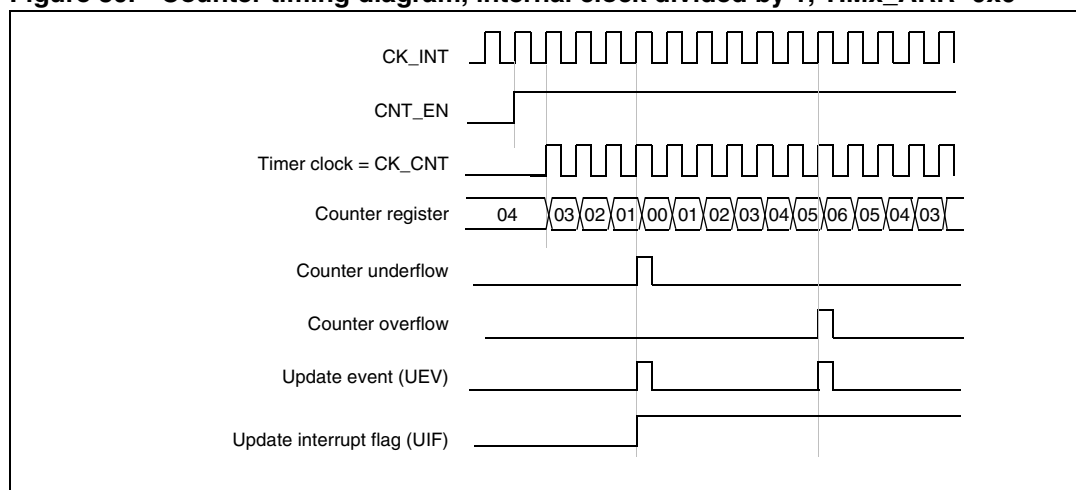 CK_INT
CNT_EN
Timer clock = CK_CNT
Counter register 04 03 02 01 00 01 02 03 04 05 06 05 04 03
Counter underflow
Counter overflow
Update event (UEV)
Update interrupt flag (UIF)